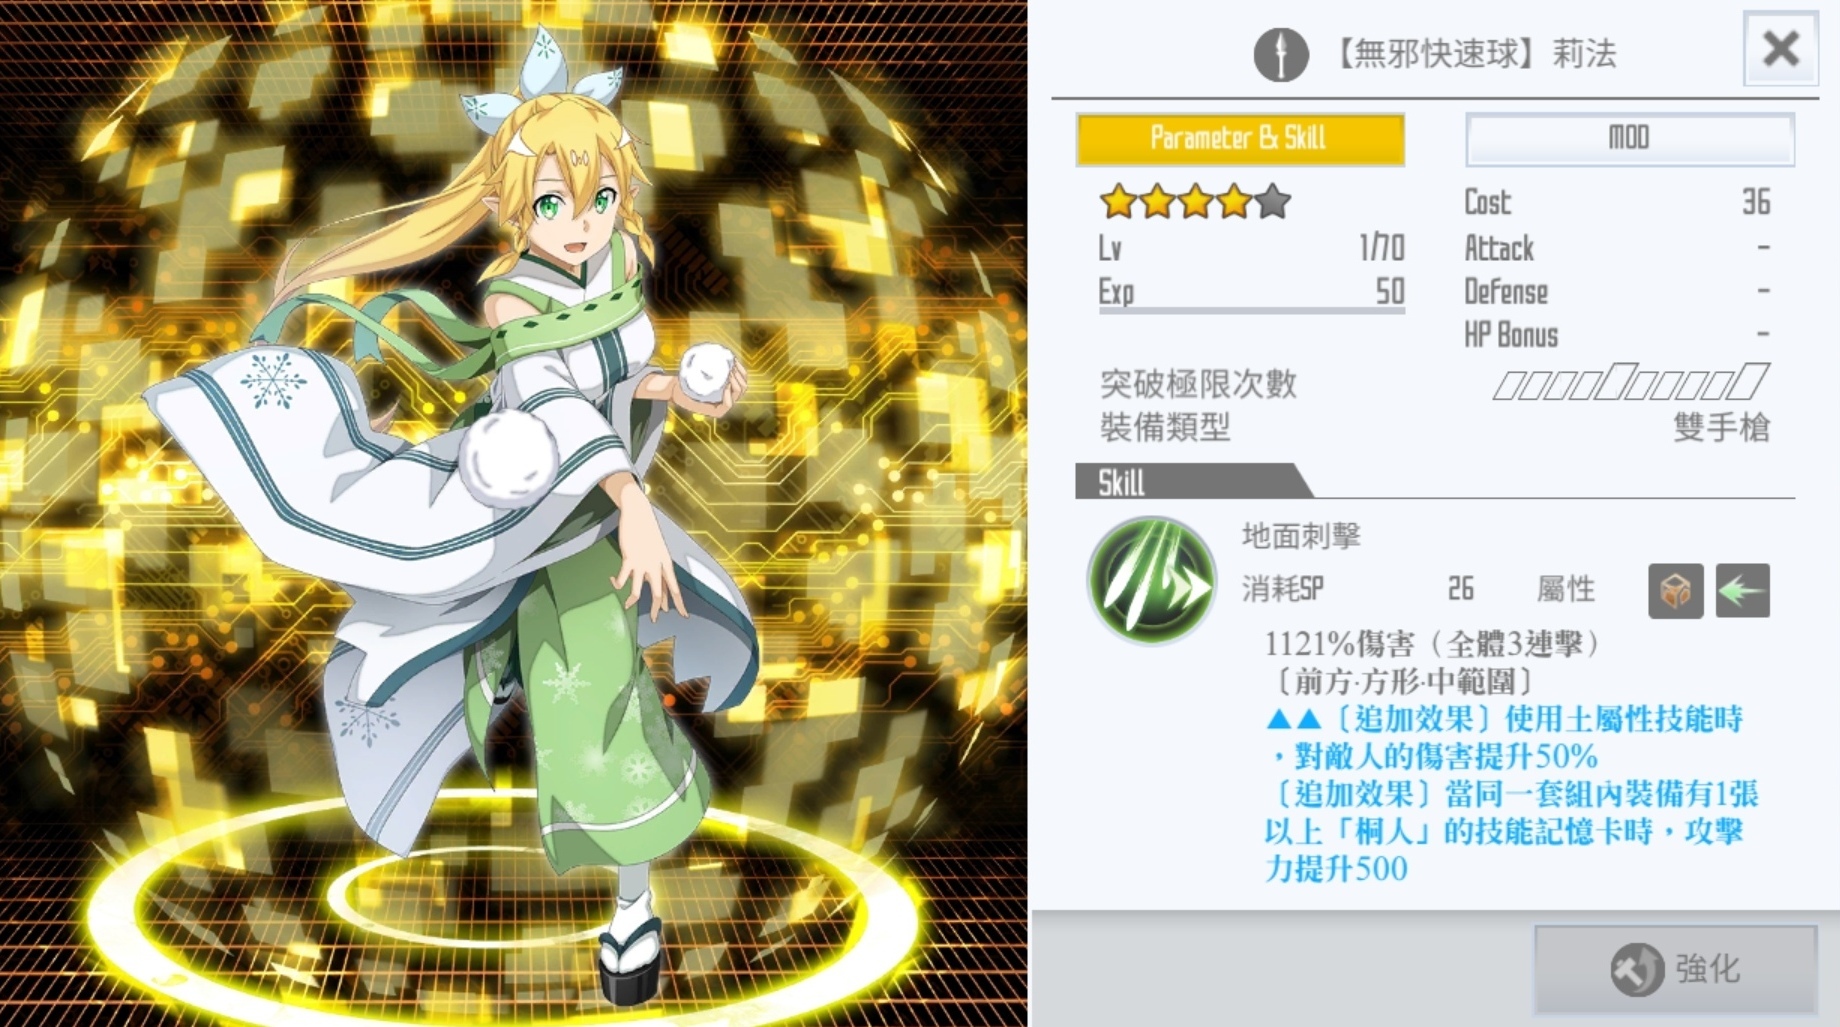 【無邪快速球】莉法
Parameter & Skill
MOD
Lv 1/70
Exp 50
Cost 36
Attack -
Defense -
HP Bonus -
突破極限次數
裝備類型 雙手槍
Skill
地面刺擊
消耗SP 26 屬性
1121%傷害（全體3連擊）
〔前方·方形·中範圍〕
▲▲〔追加效果〕使用土屬性技能時
，對敵人的傷害提升50%
〔追加效果〕當同一套組內裝備有1張
以上「桐人」的技能記憶卡時，攻擊
力提升500
強化